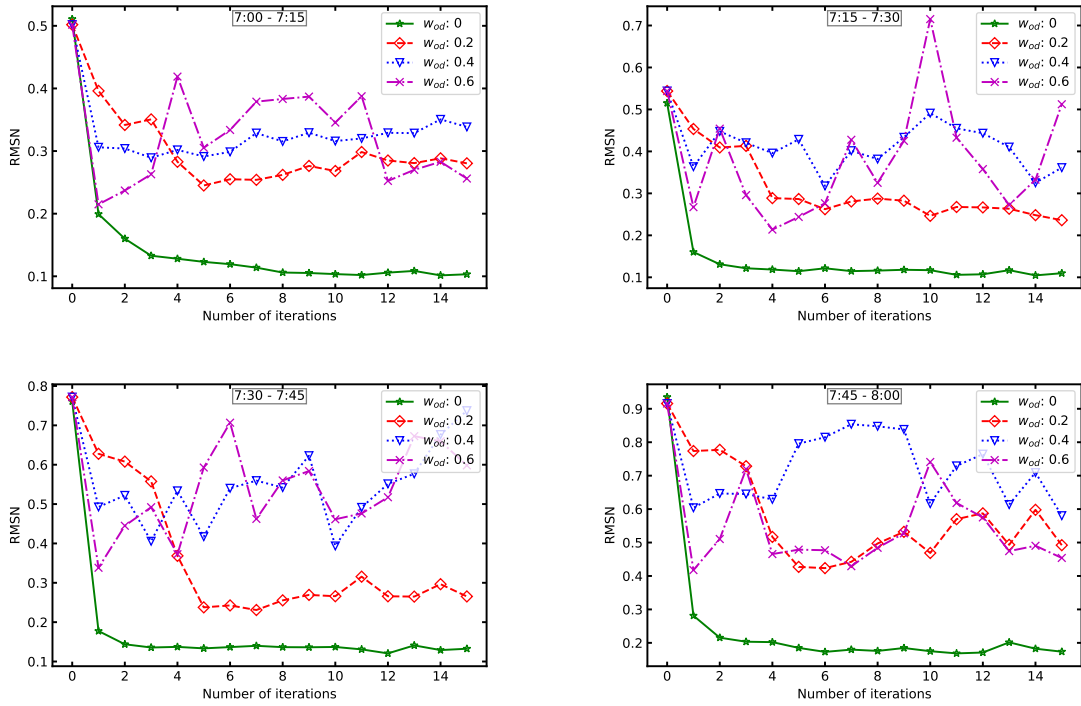 7:00 - 7:15
w_od: 0
w_od: 0.2
w_od: 0.4
w_od: 0.6
0.5
0.4
0.3
0.2
0.1
RMSN
0 2 4 6 8 10 12 14
Number of iterations
7:15 - 7:30
w_od: 0
w_od: 0.2
w_od: 0.4
w_od: 0.6
0.7
0.6
0.5
0.4
0.3
0.2
0.1
RMSN
0 2 4 6 8 10 12 14
Number of iterations
7:30 - 7:45
w_od: 0
w_od: 0.2
w_od: 0.4
w_od: 0.6
0.8
0.7
0.6
0.5
0.4
0.3
0.2
0.1
RMSN
0 2 4 6 8 10 12 14
Number of iterations
7:45 - 8:00
w_od: 0
w_od: 0.2
w_od: 0.4
w_od: 0.6
0.9
0.8
0.7
0.6
0.5
0.4
0.3
0.2
RMSN
0 2 4 6 8 10 12 14
Number of iterations